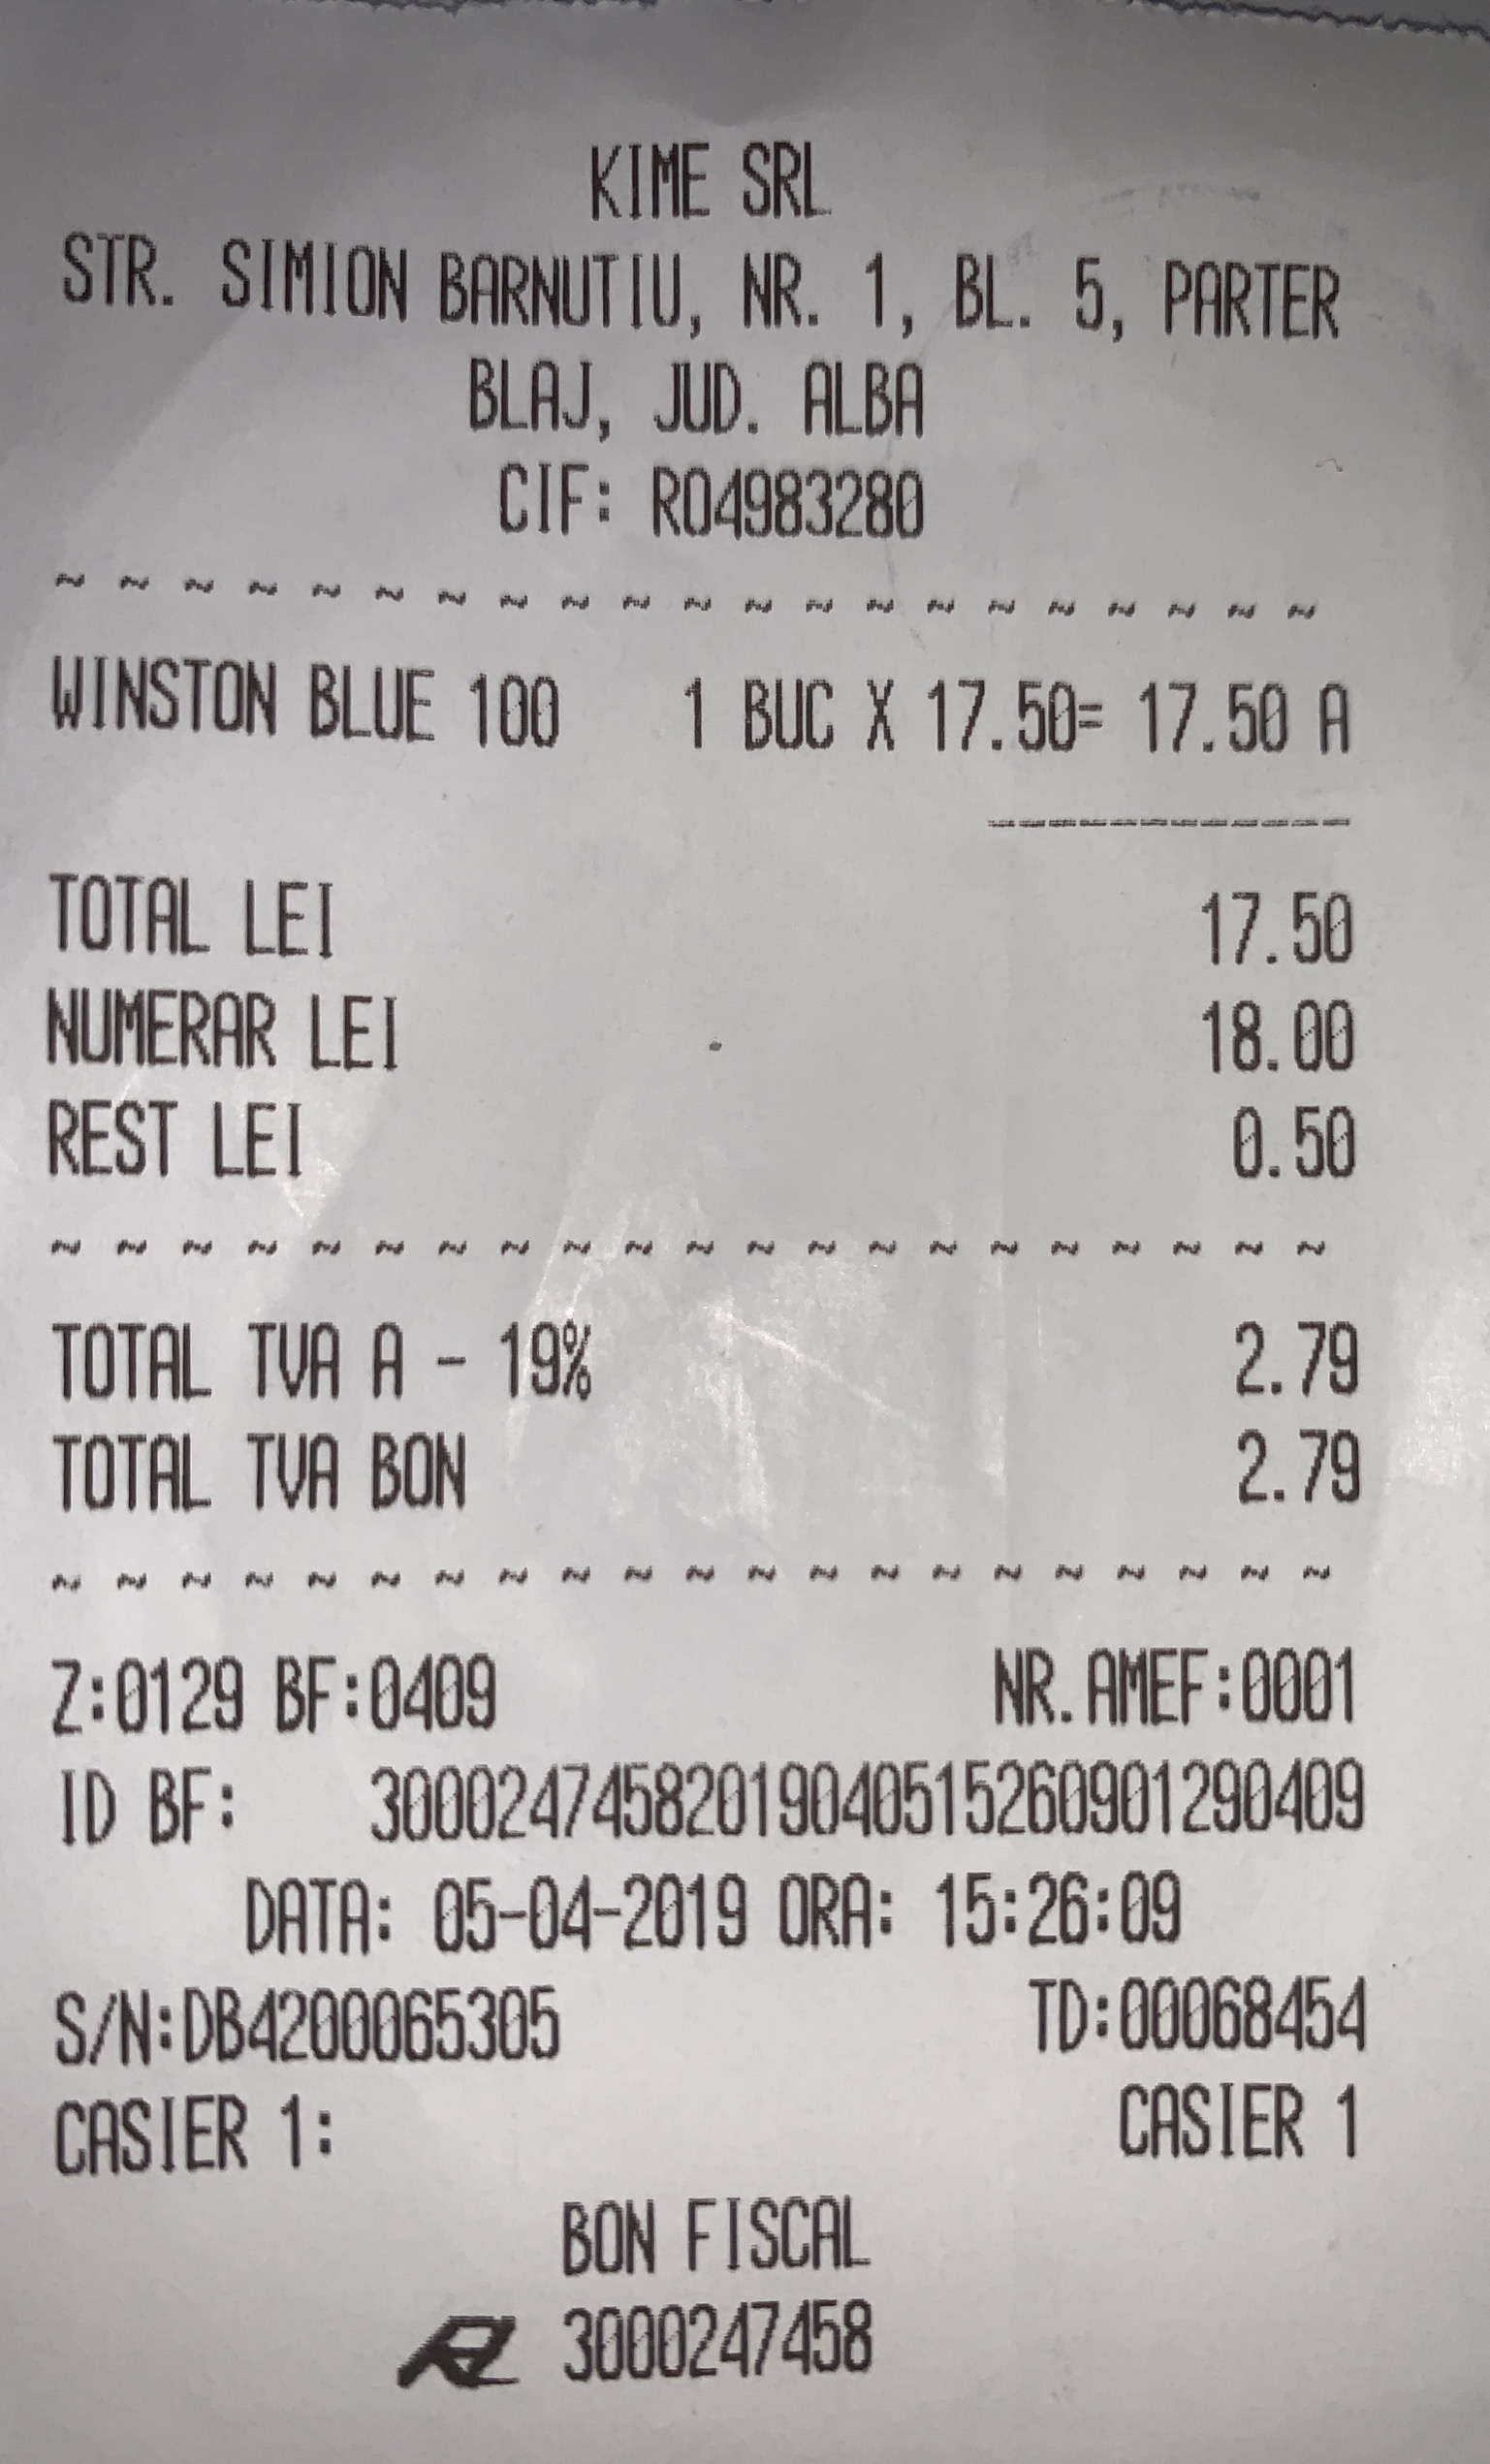 KIME SRL
STR. SIMION BARNUTIU, NR. 1, BL. 5, PARTER
BLAJ, JUD. ALBA
CIF: RO4983280
~ ~ ~ ~ ~ ~ ~ ~ ~ ~ ~ ~ ~ ~ ~ ~ ~ ~ ~ ~ ~
WINSTON BLUE 100 1 BUC X 17.50= 17.50 A
------------
TOTAL LEI 17.50
NUMERAR LEI 18.00
REST LEI 0.50
~ ~ ~ ~ ~ ~ ~ ~ ~ ~ ~ ~ ~ ~ ~ ~ ~ ~ ~ ~ ~
TOTAL TVA A - 19% 2.79
TOTAL TVA BON 2.79
~ ~ ~ ~ ~ ~ ~ ~ ~ ~ ~ ~ ~ ~ ~ ~ ~ ~ ~ ~ ~
Z:0129 BF:0409 NR.AMEF:0001
ID BF: 30002474582019040515260901290409
DATA: 05-04-2019 ORA: 15:26:09
S/N:DB4200065305 TD:00068454
CASIER 1: CASIER 1
BON FISCAL
3000247458